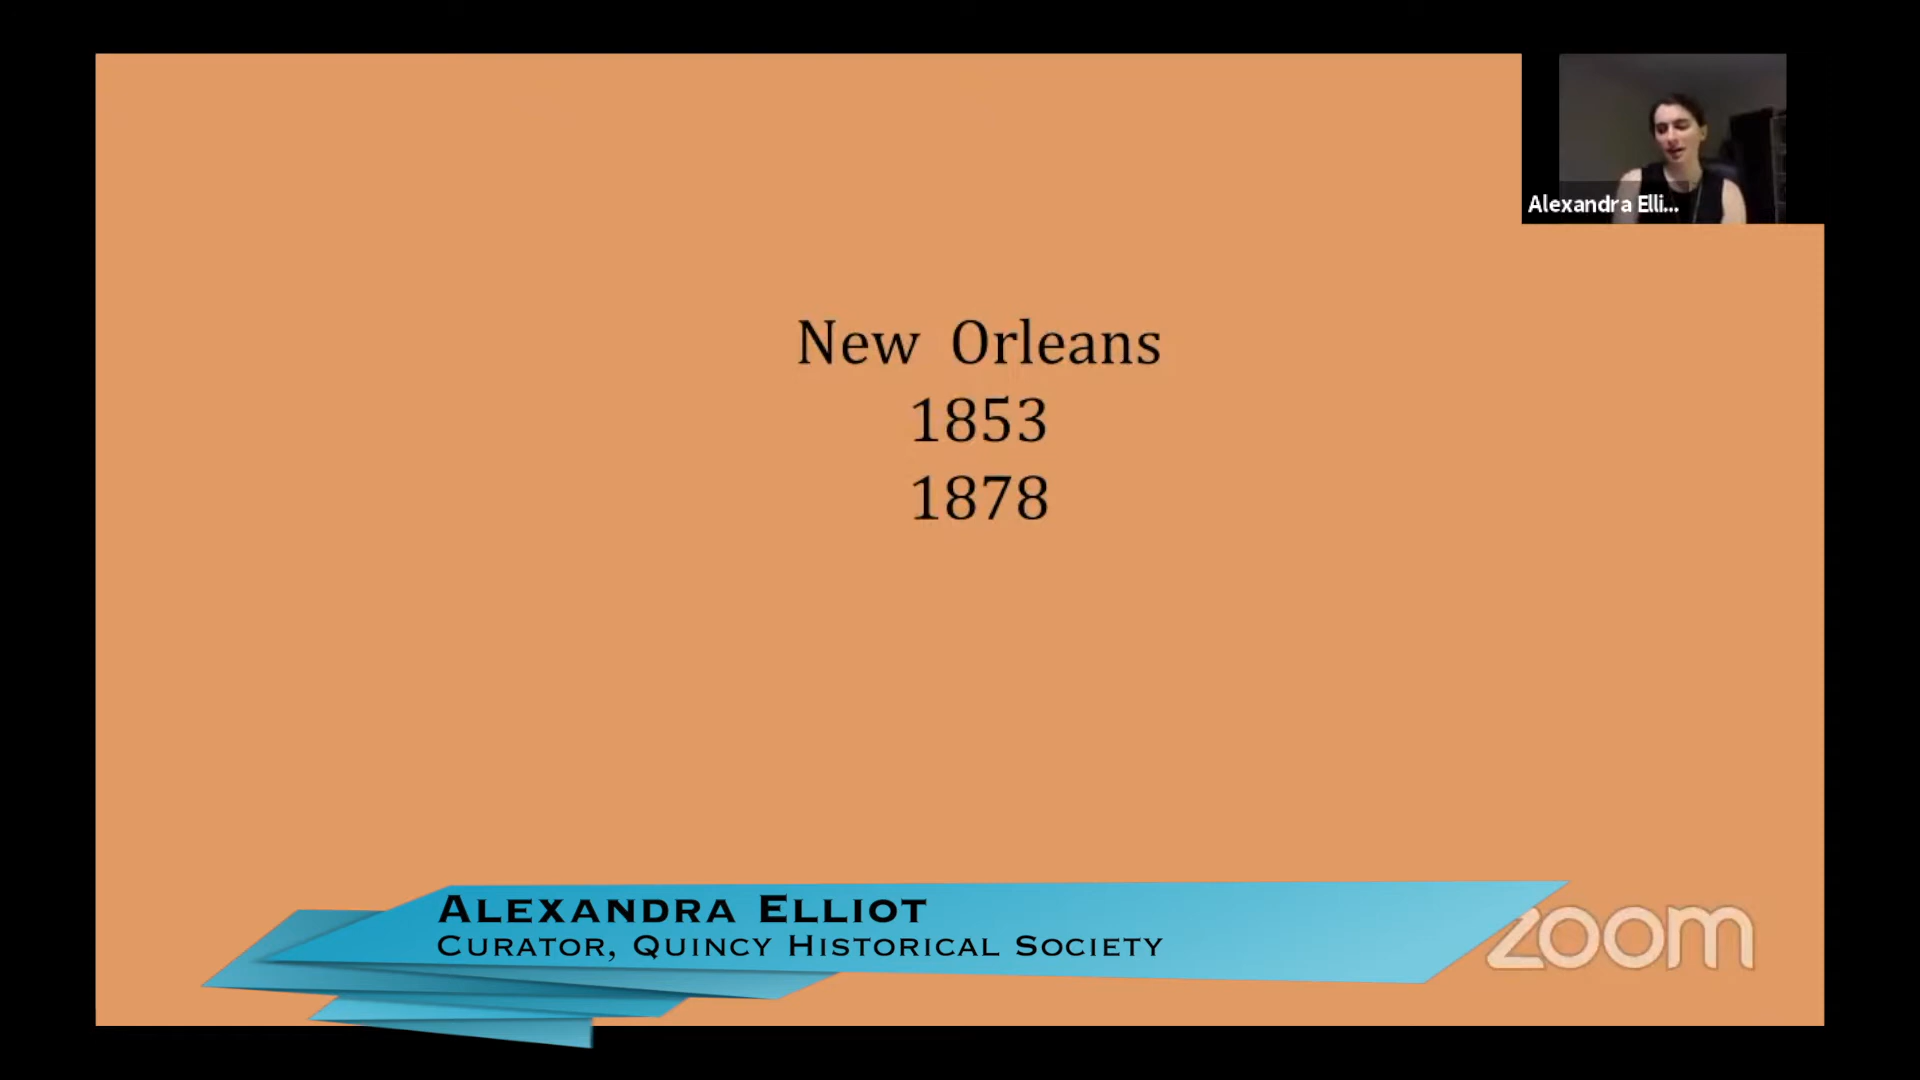 Alexandra Elli...
New Orleans
1853
1878
ALEXANDRA ELLIOT
CURATOR, QUINCY HISTORICAL SOCIETY
zoom